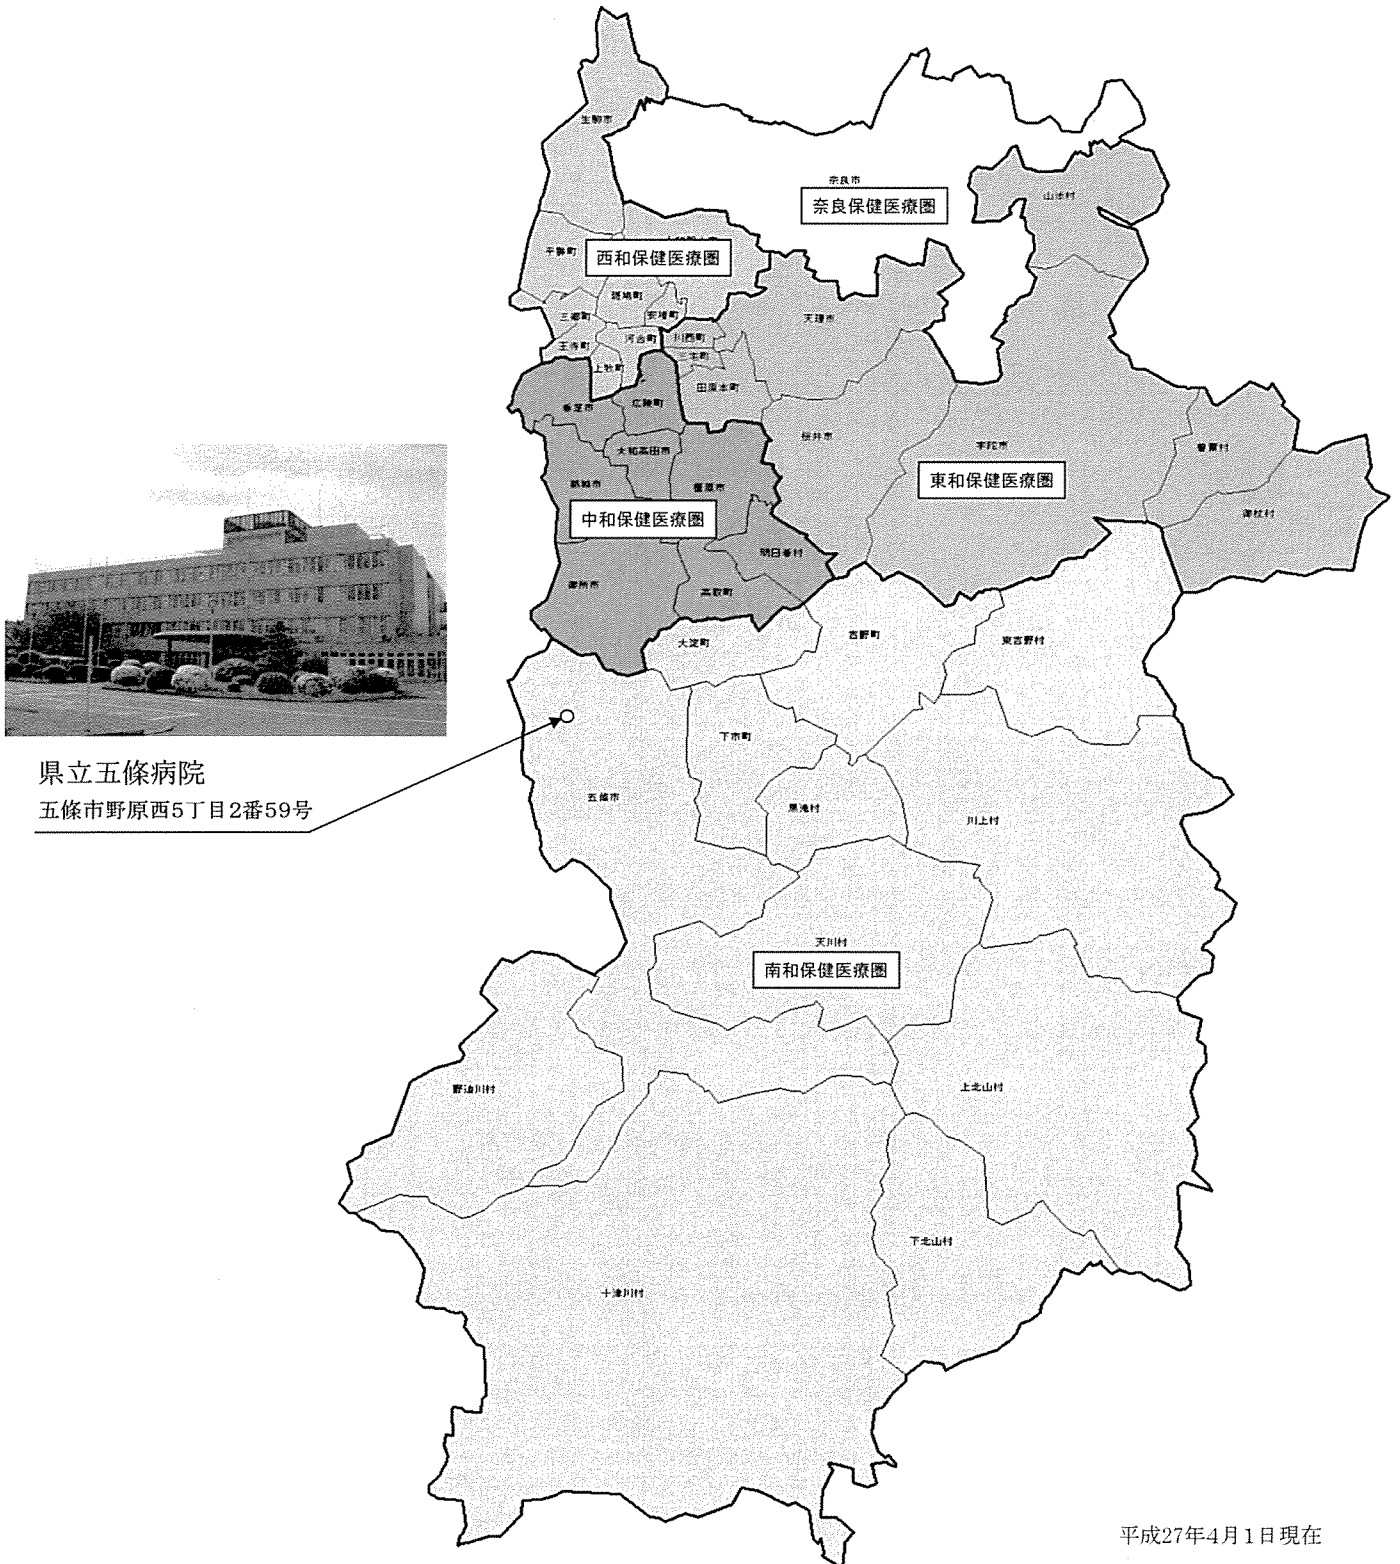 生駒市
奈良市
奈良保健医療圏
山添村
平群町
西和保健医療圏
斑鳩町
三郷町
安堵町
天理市
王寺町
河合町
川西町
三宅町
上牧町
田原本町
香芝市
広陵町
大和高田市
桜井市
宇陀市
曽爾村
東和保健医療圏
葛城市
橿原市
御杖村
中和保健医療圏
明日香村
御所市
高取町
大淀町
吉野町
東吉野村
下市町
県立五條病院
五條市野原西5丁目2番59号
五條市
黒滝村
川上村
天川村
南和保健医療圏
野迫川村
上北山村
下北山村
十津川村
平成27年4月1日現在